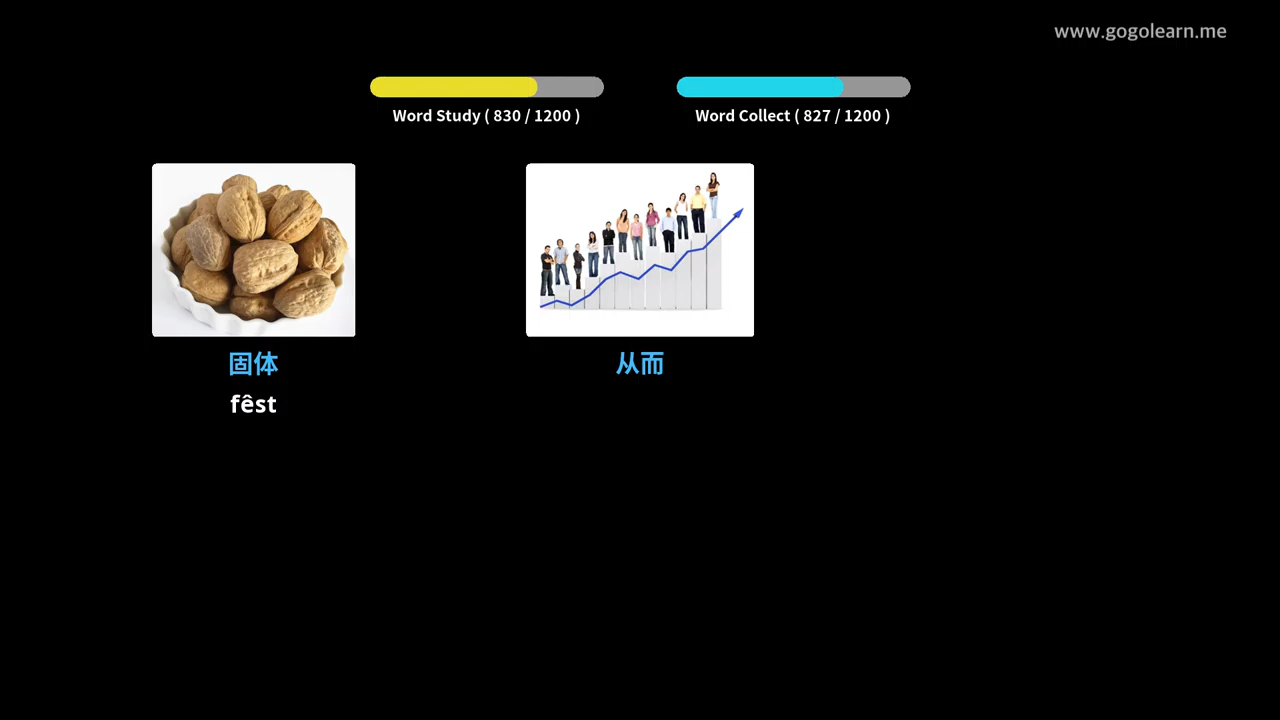 www.gogolearn.me
Word Study ( 830 / 1200 )
Word Collect ( 827 / 1200 )
固体
从而
fêst